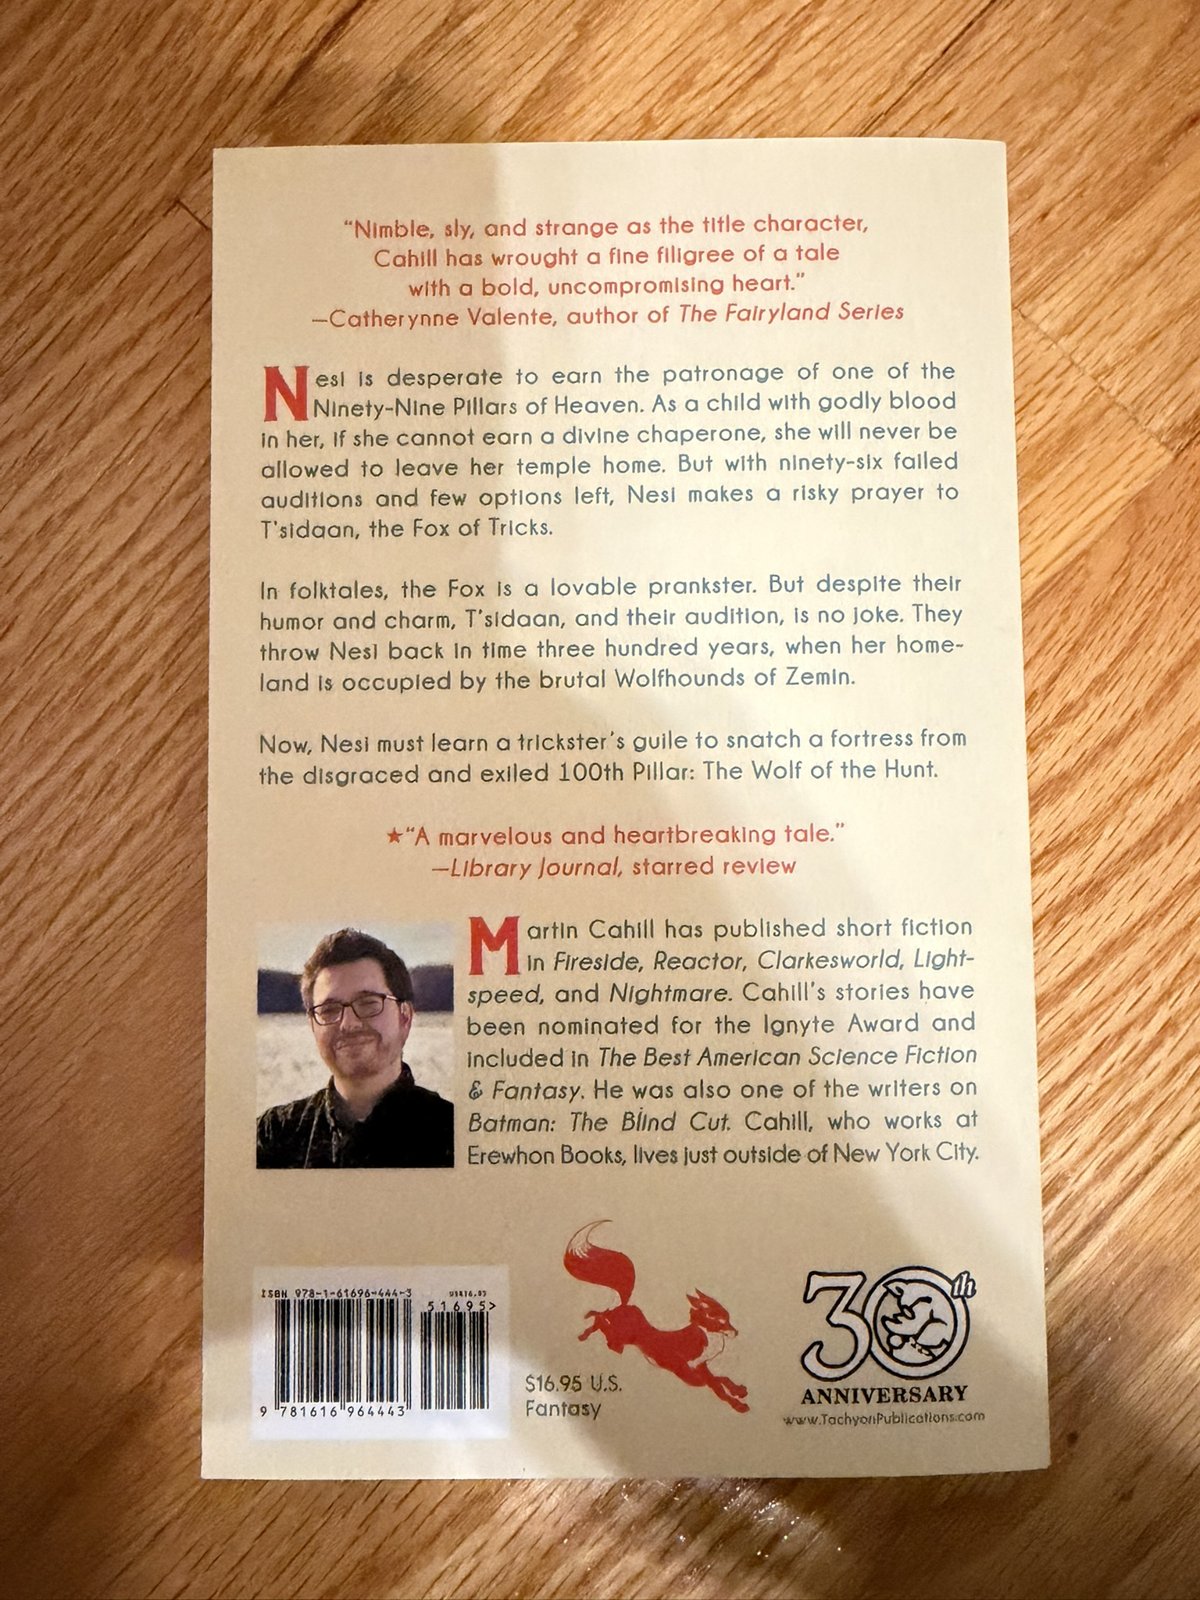 “Nimble, sly, and strange as the title character,
Cahill has wrought a fine filigree of a tale
with a bold, uncompromising heart.”
—Catherynne Valente, author of The Fairyland Series
Nesi is desperate to earn the patronage of one of the
Ninety-Nine Pillars of Heaven. As a child with godly blood
in her, if she cannot earn a divine chaperone, she will never be
allowed to leave her temple home. But with ninety-six failed
auditions and few options left, Nesi makes a risky prayer to
T’sidaan, the Fox of Tricks.
In folktales, the Fox is a lovable prankster. But despite their
humor and charm, T’sidaan, and their audition, is no joke. They
throw Nesi back in time three hundred years, when her home-
land is occupied by the brutal Wolfhounds of Zemin.
Now, Nesi must learn a trickster’s guile to snatch a fortress from
the disgraced and exiled 100th Pillar: The Wolf of the Hunt.
★“A marvelous and heartbreaking tale.”
—Library Journal, starred review
Martin Cahill has published short fiction
in Fireside, Reactor, Clarkesworld, Light-
speed, and Nightmare. Cahill’s stories have
been nominated for the Ignyte Award and
included in The Best American Science Fiction
& Fantasy. He was also one of the writers on
Batman: The Blind Cut. Cahill, who works at
Erewhon Books, lives just outside of New York City.
ISBN 978-1-61696-444-3
51695>
9 781616 964443
$16.95 U.S.
Fantasy
30th
ANNIVERSARY
www.TachyonPublications.com